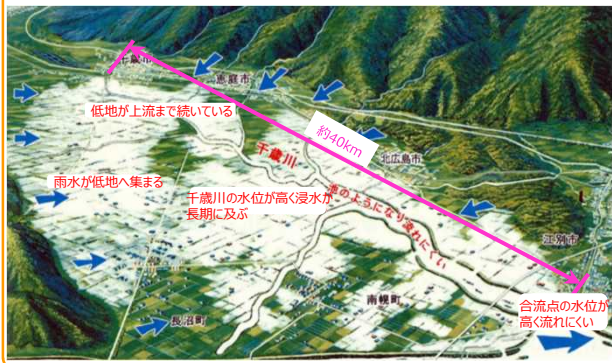 千歳市
恵庭市
低地が上流まで続いている
約40km
千歳川
北広島市
雨水が低地へ集まる
千歳川の水位が高く浸水が
長期に及ぶ
池のようになり流れにくい
江別市
南幌町
合流点の水位が
高く流れにくい
長沼町